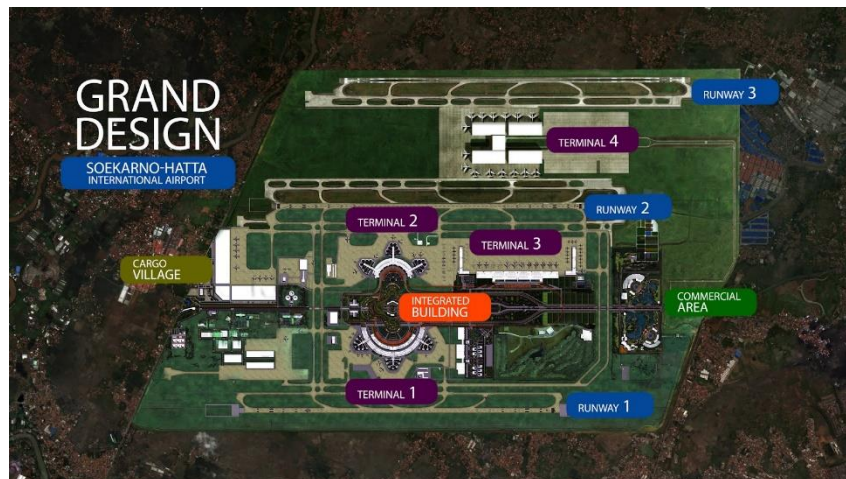 GRAND
DESIGN
SOEKARNO-HATTA
INTERNATIONAL AIRPORT
RUNWAY 3
TERMINAL 4
RUNWAY 2
TERMINAL 2
TERMINAL 3
CARGO
VILLAGE
INTEGRATED
BUILDING
COMMERCIAL
AREA
TERMINAL 1
RUNWAY 1